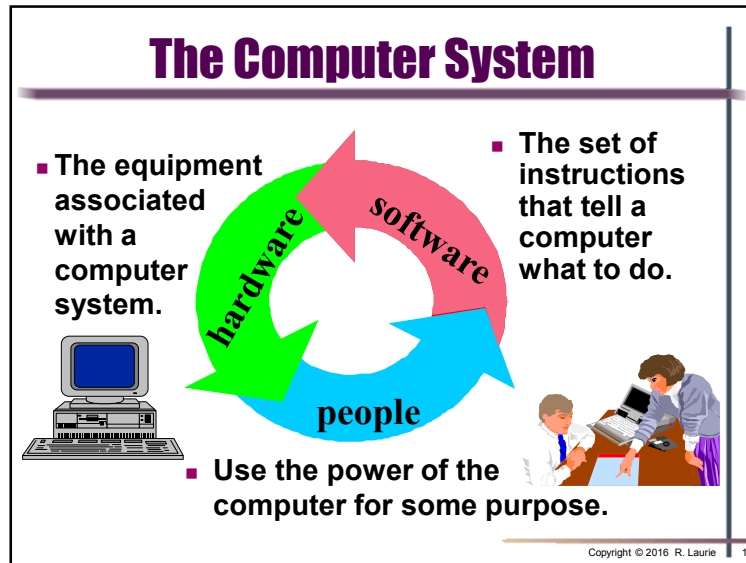 The Computer System
The equipment
associated
with a
computer
system.
The set of
instructions
that tell a
computer
what to do.
hardware
software
people
Use the power of the
computer for some purpose.
Copyright © 2016 R. Laurie 1